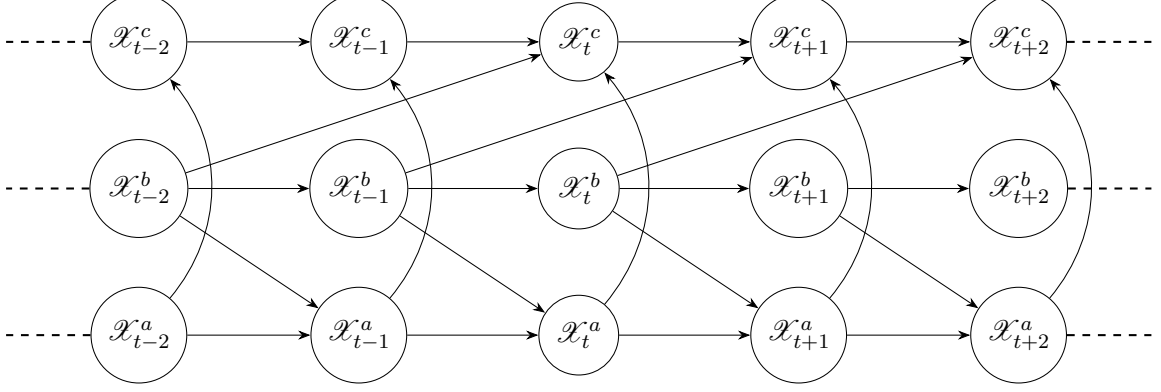 𝒳^c_{t−2} 𝒳^c_{t−1} 𝒳^c_t 𝒳^c_{t+1} 𝒳^c_{t+2}
𝒳^b_{t−2} 𝒳^b_{t−1} 𝒳^b_t 𝒳^b_{t+1} 𝒳^b_{t+2}
𝒳^a_{t−2} 𝒳^a_{t−1} 𝒳^a_t 𝒳^a_{t+1} 𝒳^a_{t+2}